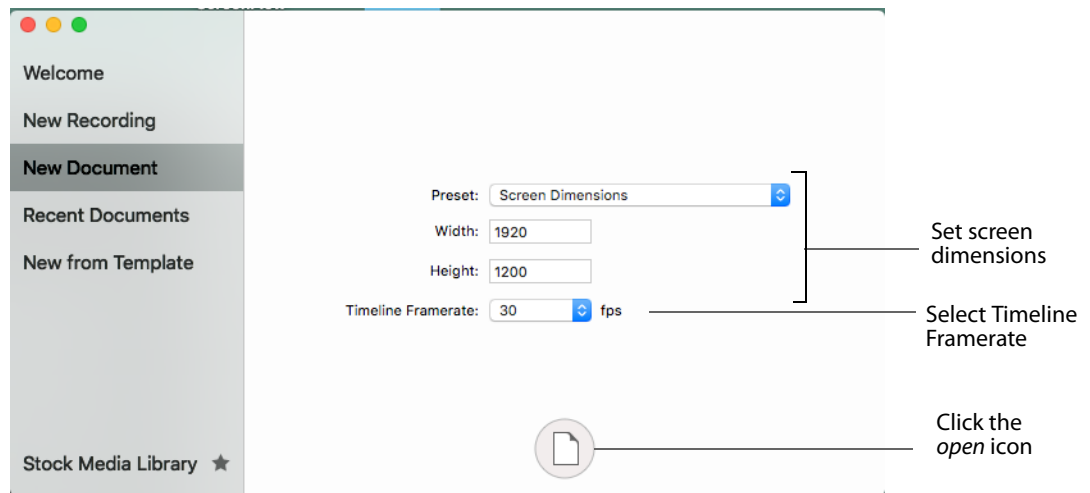 Welcome
New Recording
New Document
Recent Documents
New from Template
Stock Media Library
Preset: Screen Dimensions
Width: 1920
Height: 1200
Timeline Framerate: 30 fps
Set screen
dimensions
Select Timeline
Framerate
Click the
open icon